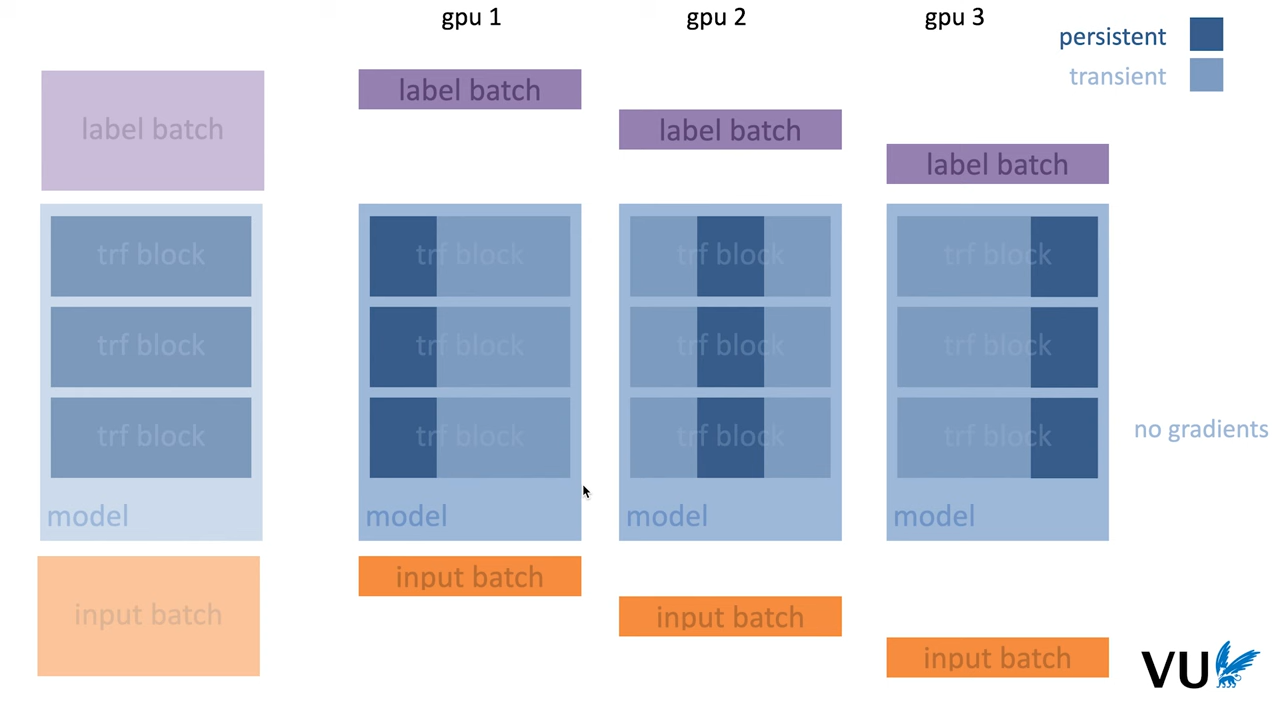 gpu 1
gpu 2
gpu 3
persistent
transient
label batch
label batch
label batch
label batch
trf block
trf block
trf block
trf block
trf block
trf block
trf block
trf block
trf block
trf block
trf block
trf block
no gradients
model
model
model
model
input batch
input batch
input batch
input batch
VU